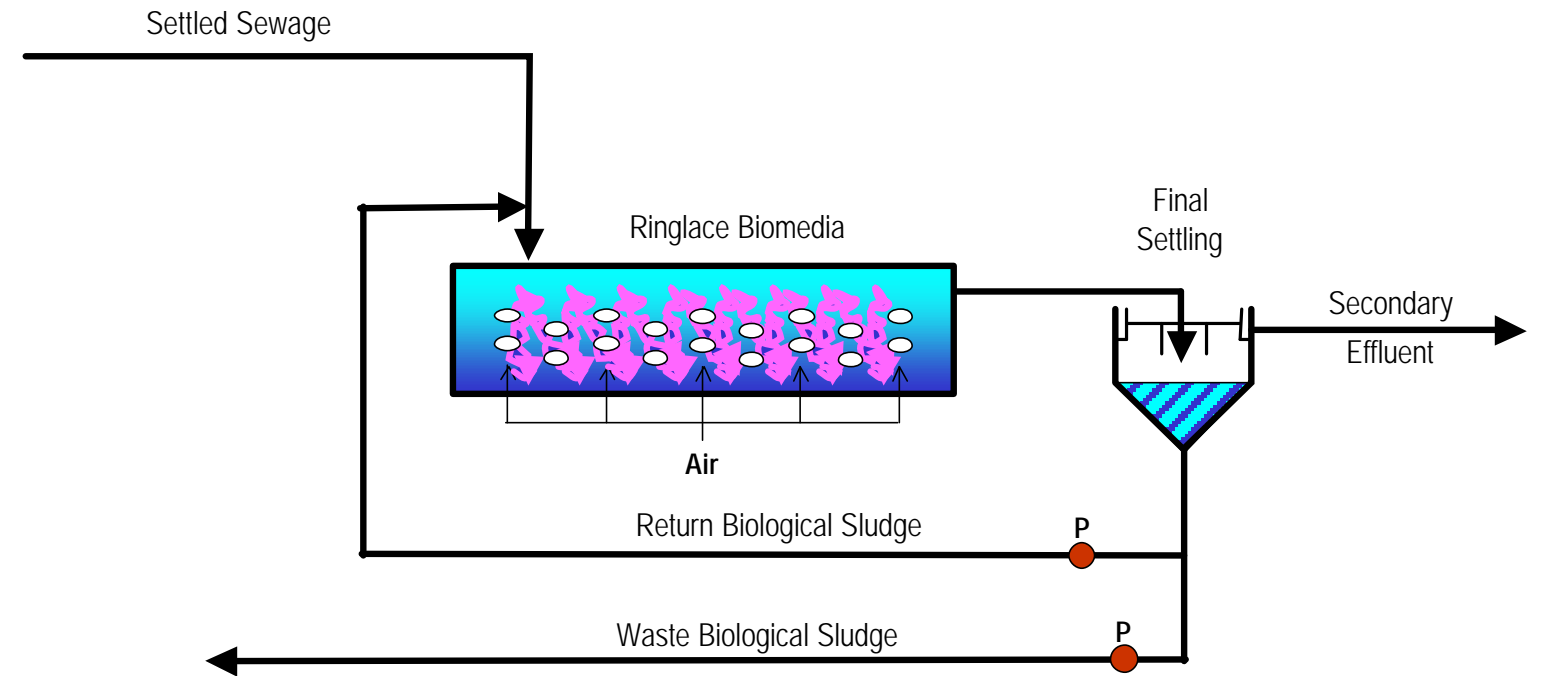 Settled Sewage
Ringlace Biomedia
Final
Settling
Secondary
Effluent
Air
Return Biological Sludge
P
Waste Biological Sludge
P